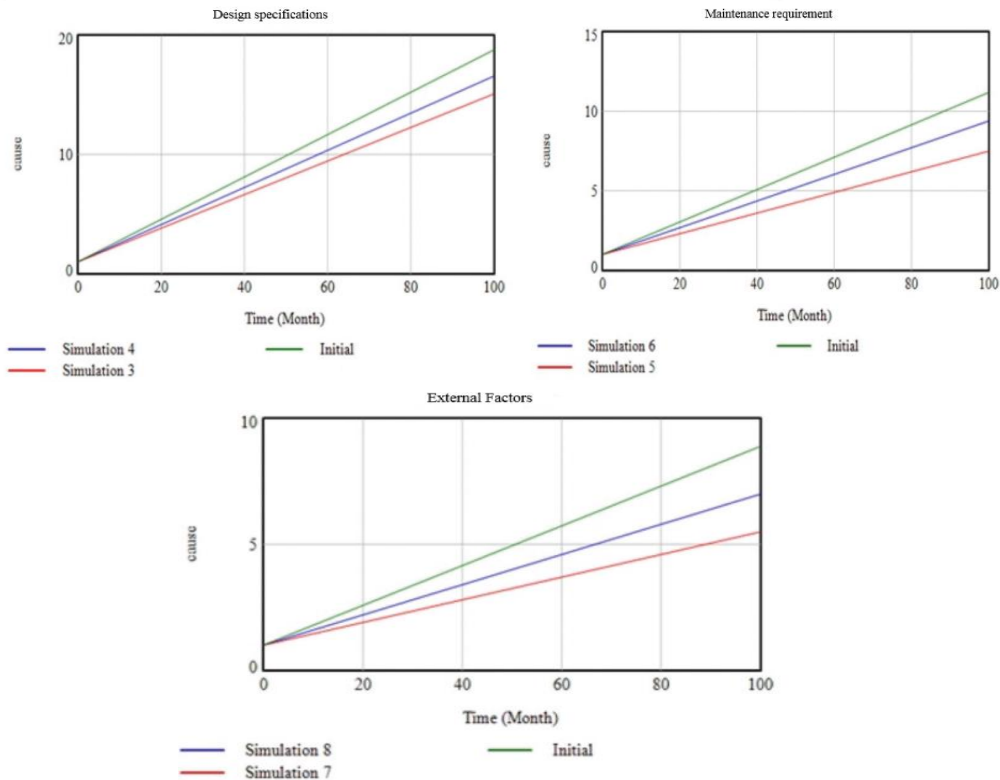 Design specifications
20
10
0
cause
0 20 40 60 80 100
Time (Month)
Simulation 4 Initial
Simulation 3
Maintenance requirement
15
10
5
0
cause
0 20 40 60 80 100
Time (Month)
Simulation 6 Initial
Simulation 5
External Factors
10
5
0
cause
0 20 40 60 80 100
Time (Month)
Simulation 8 Initial
Simulation 7